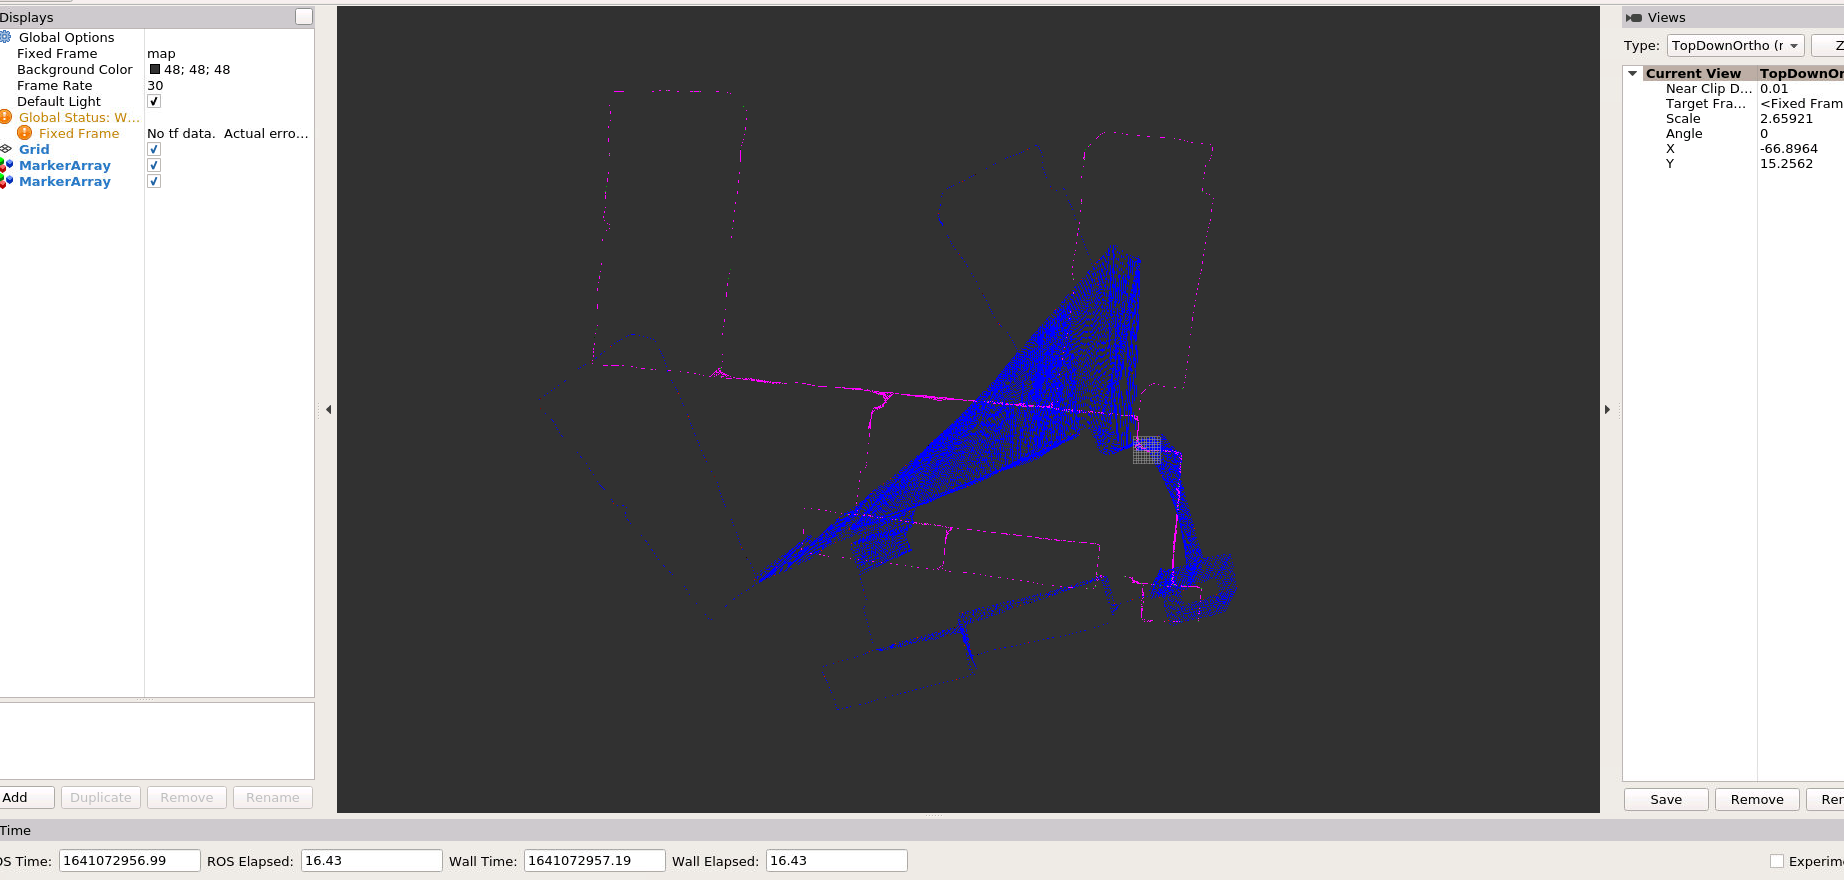 Displays
Global Options
Fixed Frame map
Background Color 48; 48; 48
Frame Rate 30
Default Light
Global Status: W...
Fixed Frame No tf data. Actual erro...
Grid
MarkerArray
MarkerArray
Add Duplicate Remove Rename
Views
Type: TopDownOrtho (r Z
Current View TopDownOr
Near Clip D... 0.01
Target Fra... <Fixed Fram
Scale 2.65921
Angle 0
X -66.8964
Y 15.2562
Save Remove Rer
Time
OS Time: 1641072956.99 ROS Elapsed: 16.43 Wall Time: 1641072957.19 Wall Elapsed: 16.43 Experim